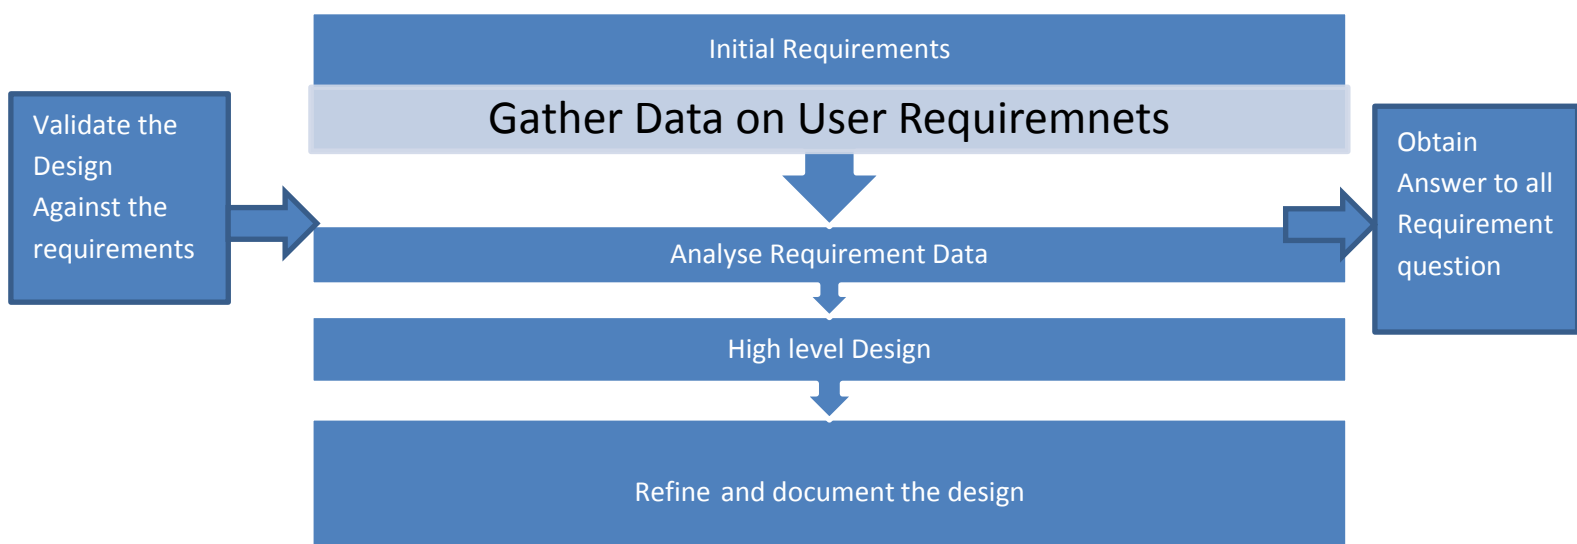 Initial Requirements
Gather Data on User Requiremnets
Validate the
Design
Against the
requirements
Obtain
Answer to all
Requirement
question
Analyse Requirement Data
High level Design
Refine and document the design